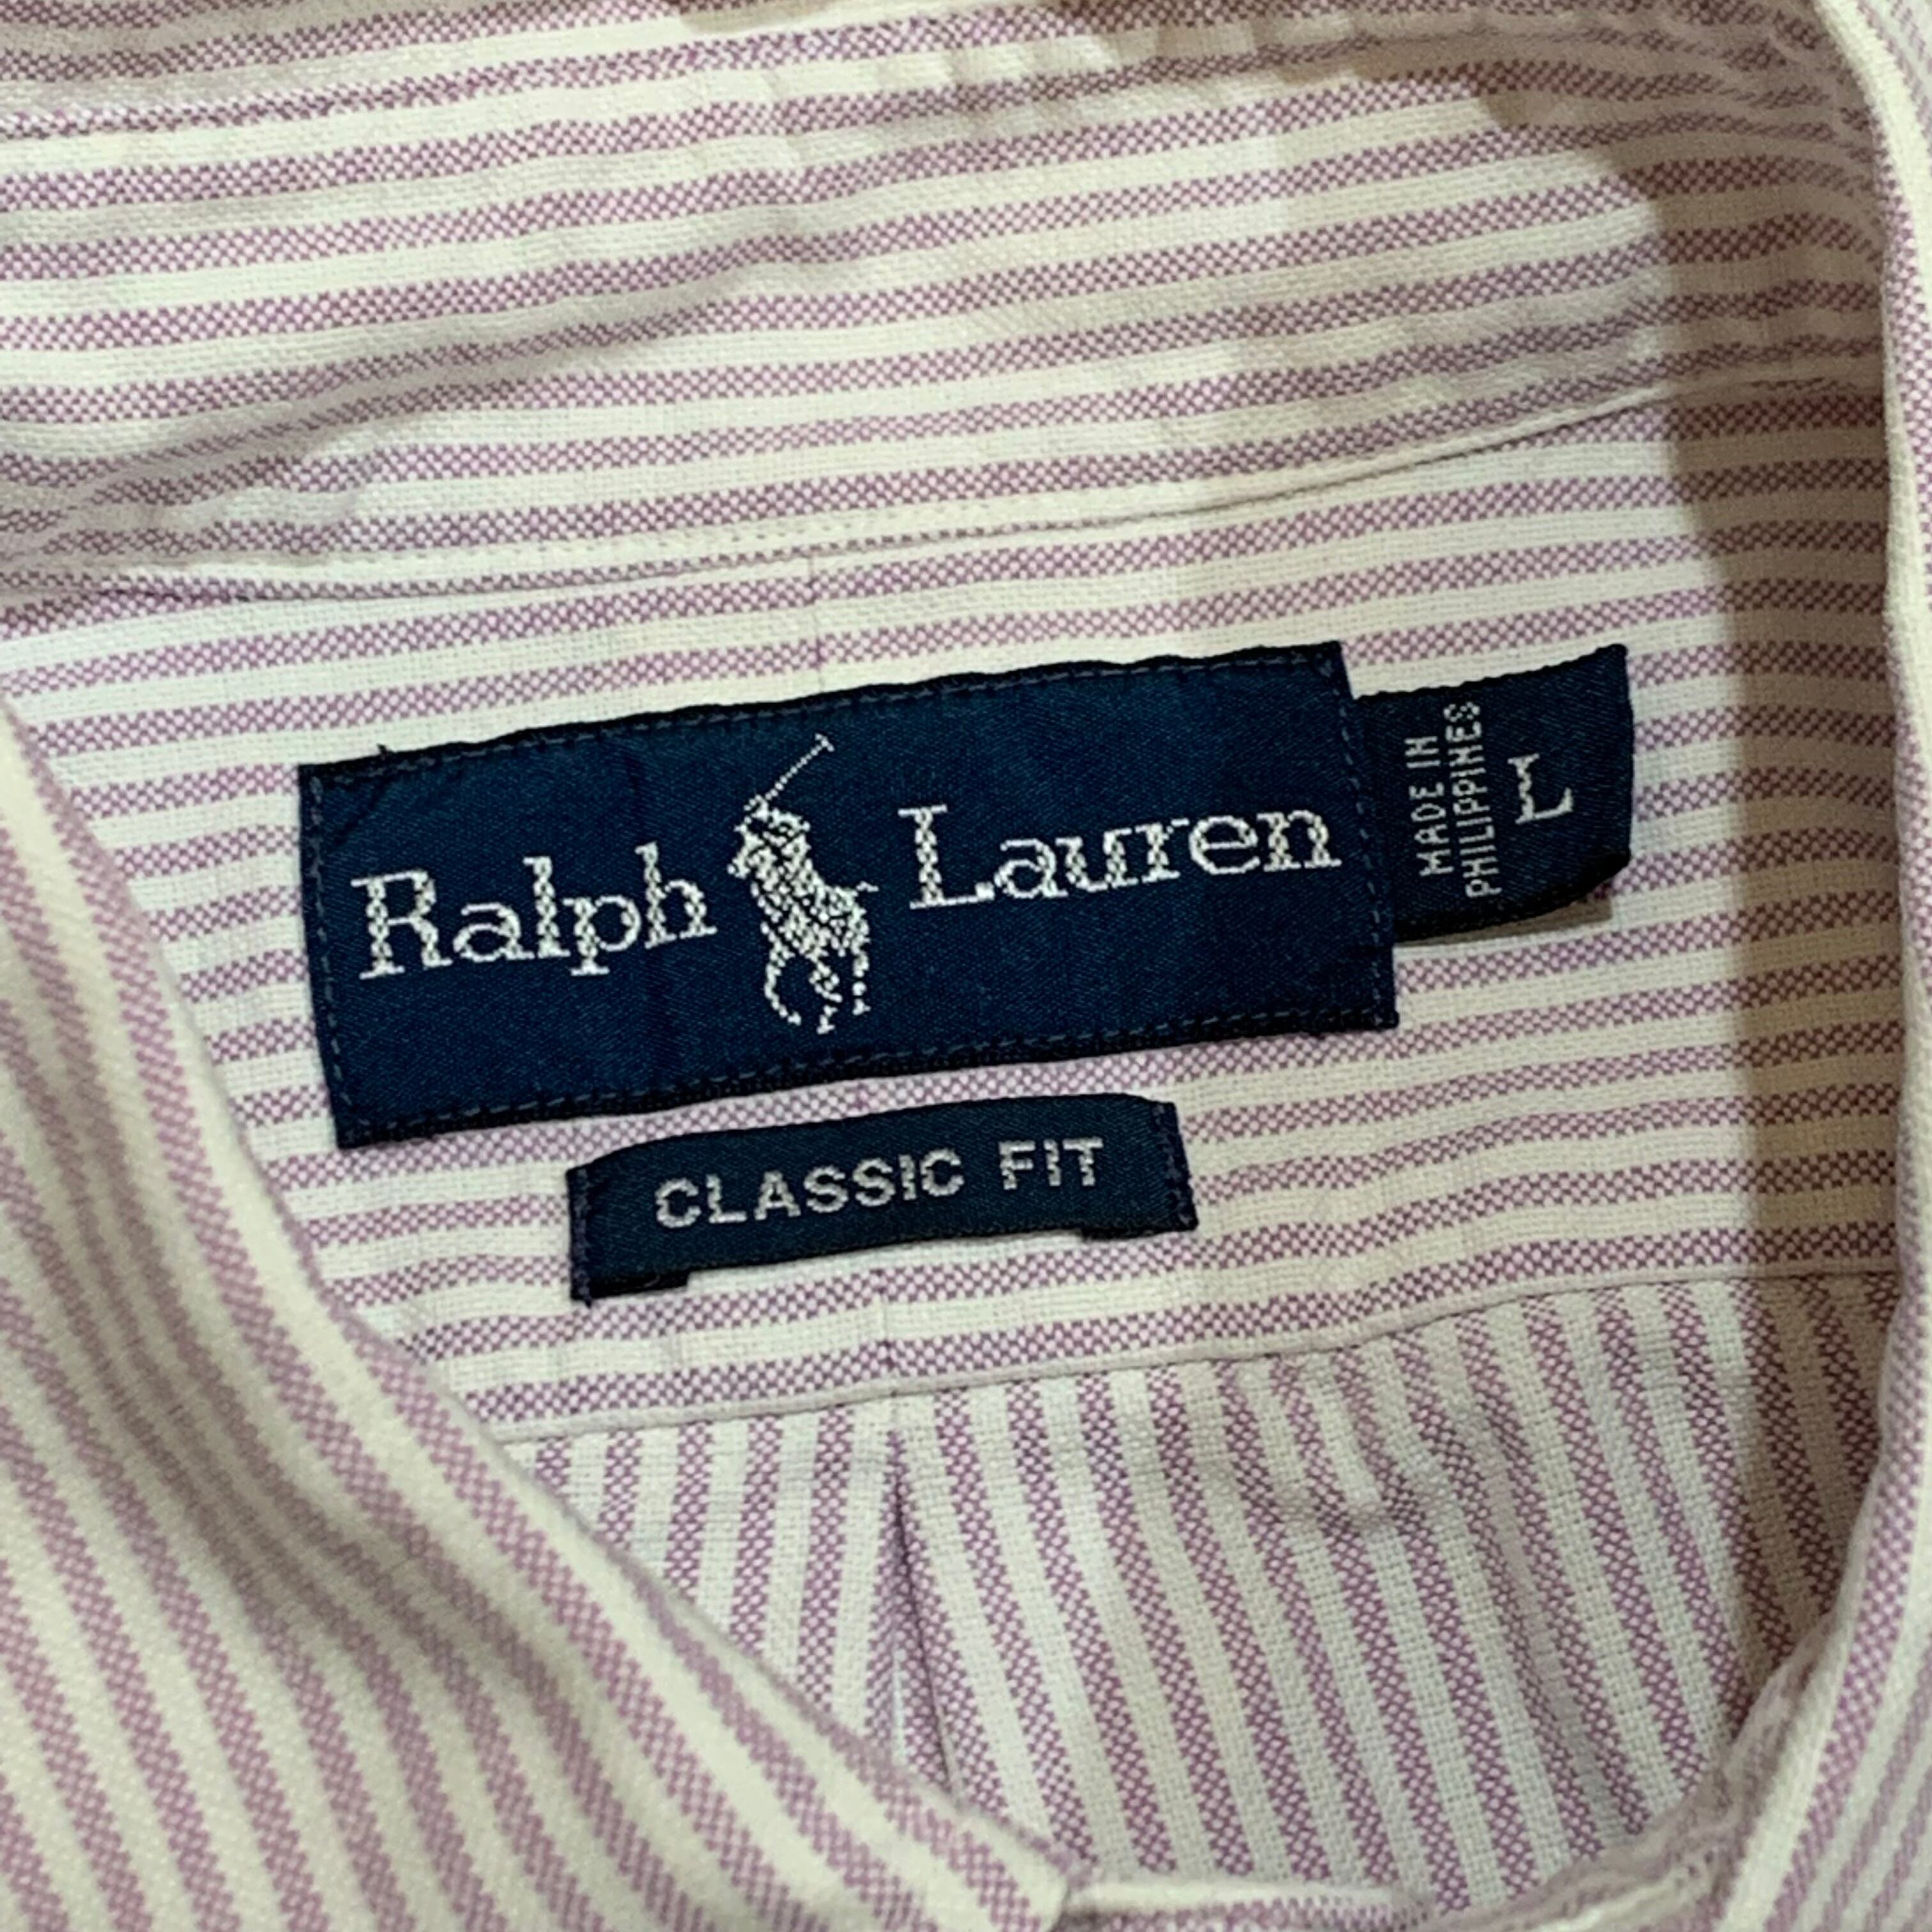 Ralph Lauren
MADE IN
PHILIPPINES
L
CLASSIC FIT